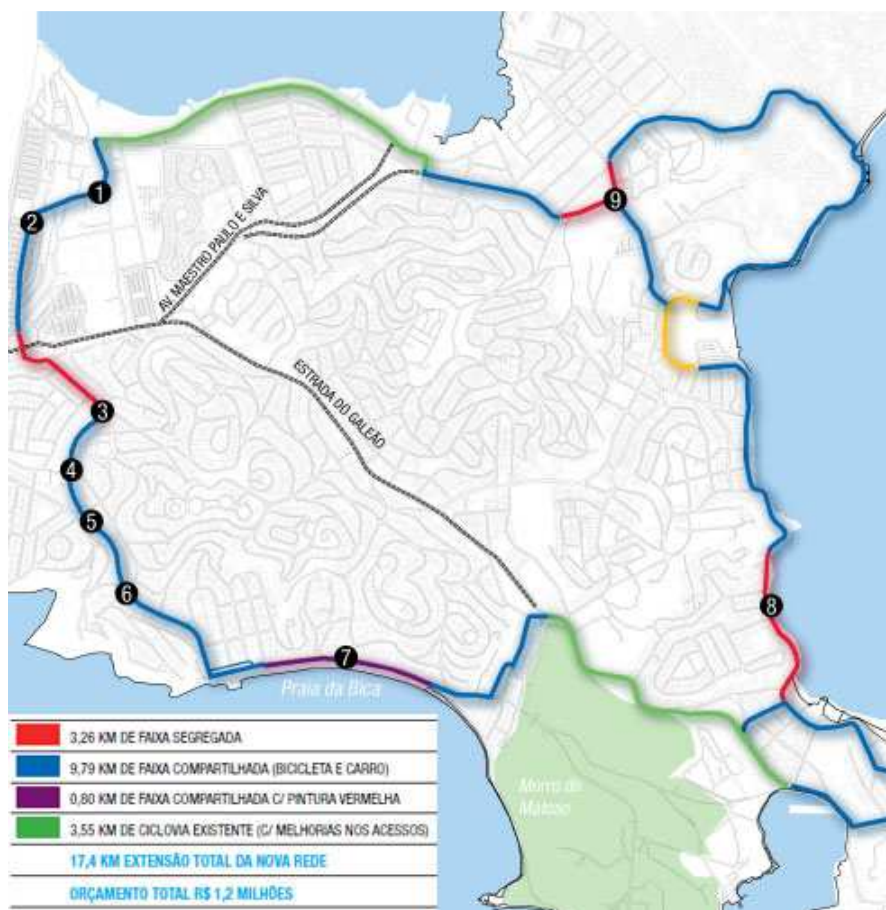 9
1
2
AV. MAESTRO PAULO E SILVA
3
ESTRADA DO GALEÃO
4
5
6
8
7
Praia da Bica
Morro do
Matoso
3,26 KM DE FAIXA SEGREGADA
9,79 KM DE FAIXA COMPARTILHADA (BICICLETA E CARRO)
0,80 KM DE FAIXA COMPARTILHADA C/ PINTURA VERMELHA
3,55 KM DE CICLOVIA EXISTENTE (C/ MELHORIAS NOS ACESSOS)
17,4 KM EXTENSÃO TOTAL DA NOVA REDE
ORÇAMENTO TOTAL R$ 1,2 MILHÕES